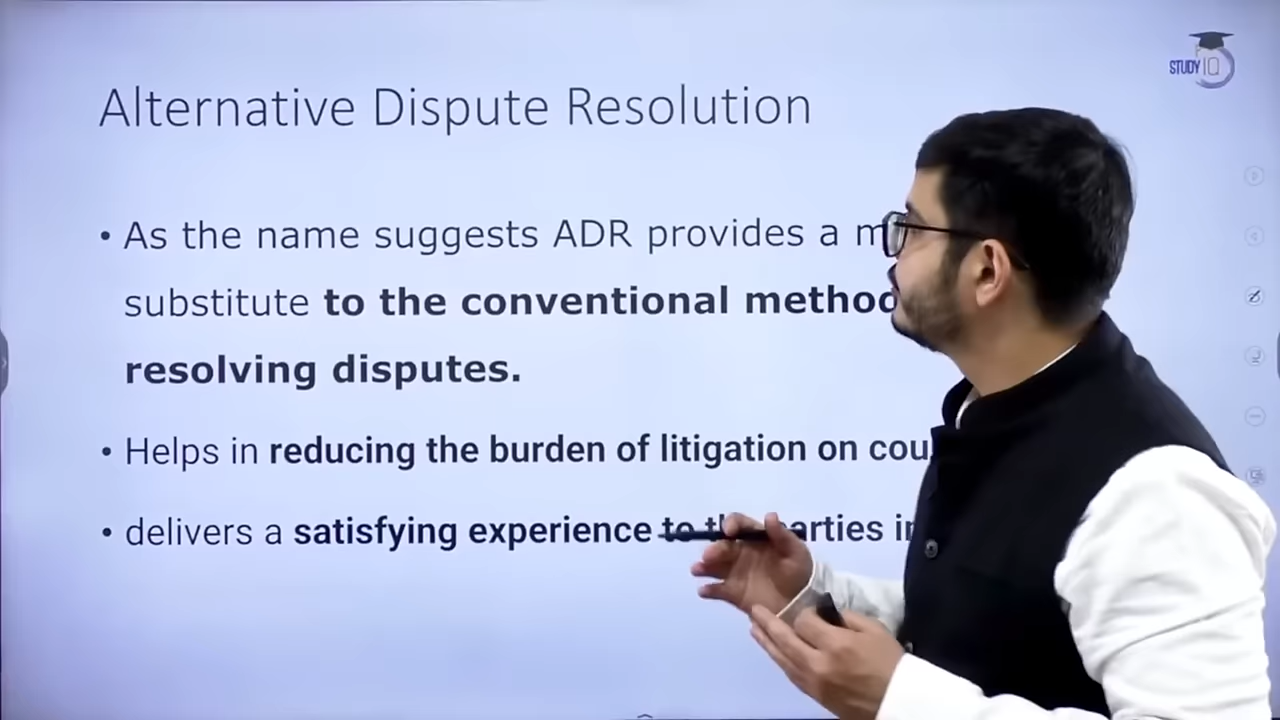 STUDY IQ
Alternative Dispute Resolution
• As the name suggests ADR provides a
substitute to the conventional
resolving disputes.
• Helps in reducing the burden of litigation on
• delivers a satisfying experience to